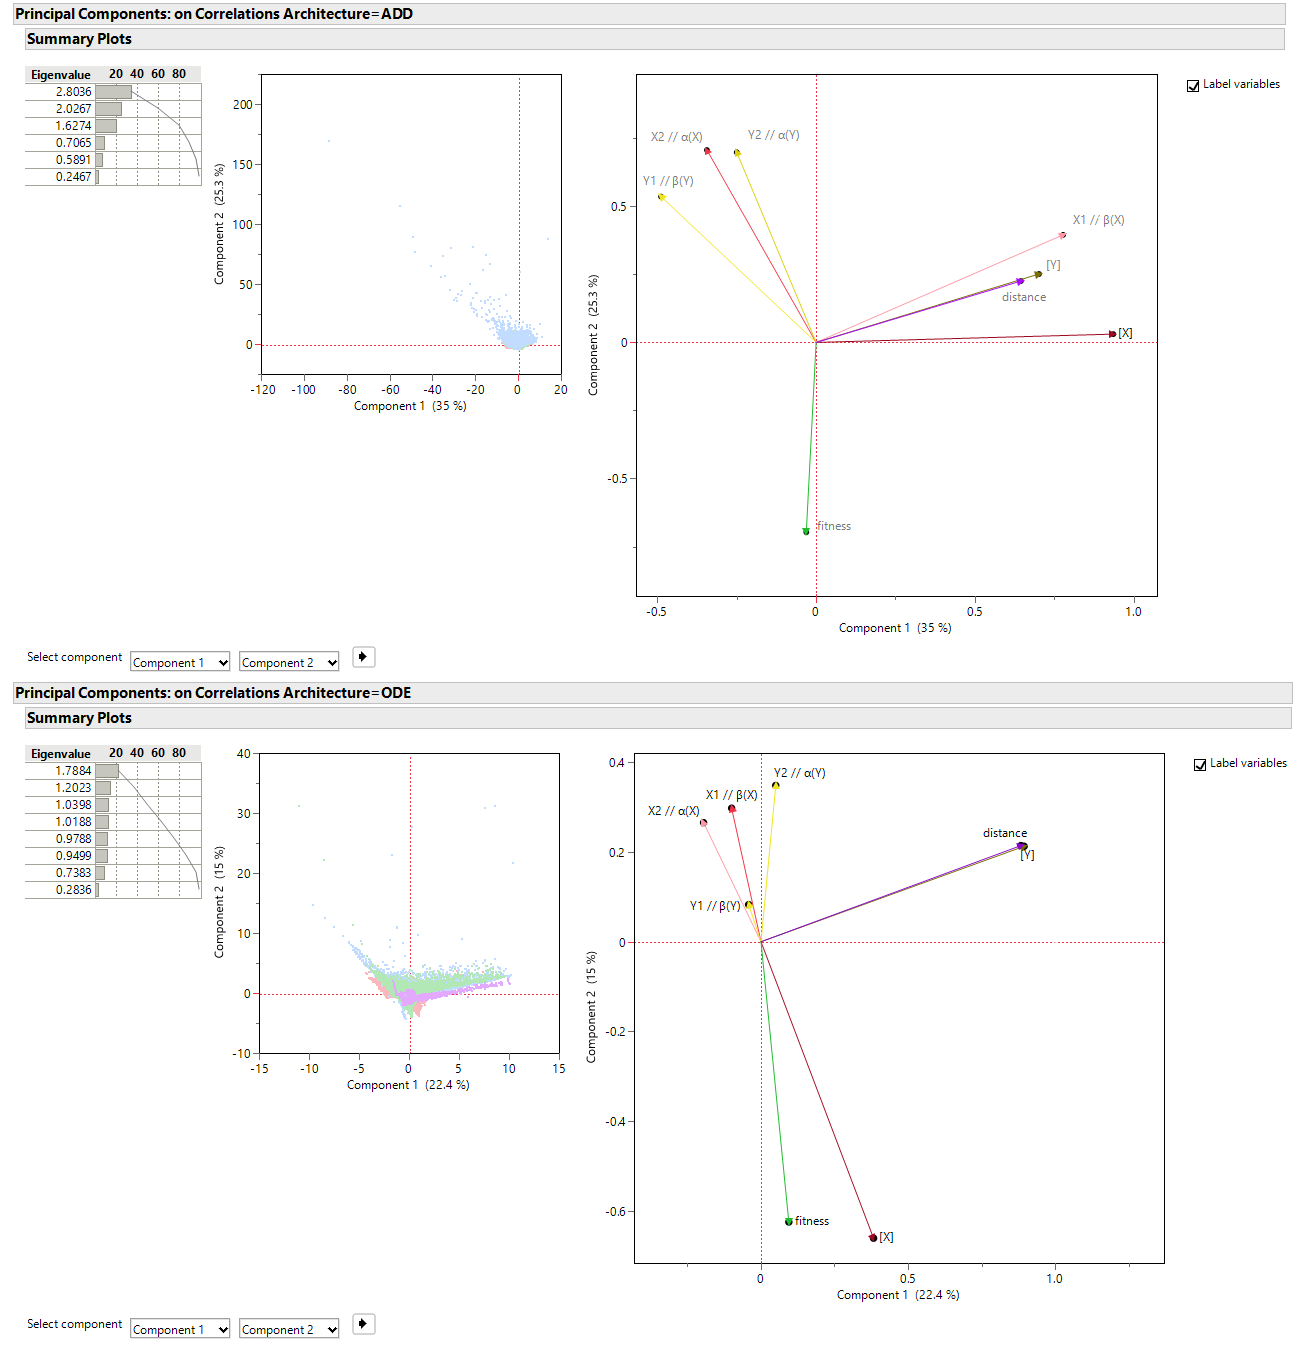 Principal Components: on Correlations Architecture=ADD
Summary Plots
Eigenvalue 20 40 60 80
2.8036
2.0267
1.6274
0.7065
0.5891
0.2467
Component 2 (25.3 %)
200
150
100
50
0
-120 -100 -80 -60 -40 -20 0 20
Component 1 (35 %)
Component 2 (25.3 %)
0.5
0
-0.5
X2 // α(X)
Y2 // α(Y)
Y1 // β(Y)
X1 // β(X)
[Y]
distance
[X]
fitness
-0.5 0 0.5 1.0
Component 1 (35 %)
Label variables
Select component Component 1 Component 2
Principal Components: on Correlations Architecture=ODE
Summary Plots
Eigenvalue 20 40 60 80
1.7884
1.2023
1.0398
1.0188
0.9788
0.9499
0.7383
0.2836
Component 2 (15 %)
40
30
20
10
0
-10
-15 -10 -5 0 5 10 15
Component 1 (22.4 %)
Component 2 (15 %)
0.4
0.2
0
-0.2
-0.4
-0.6
Y2 // α(Y)
X1 // β(X)
X2 // α(X)
distance
[Y]
Y1 // β(Y)
fitness
[X]
0 0.5 1.0
Component 1 (22.4 %)
Label variables
Select component Component 1 Component 2